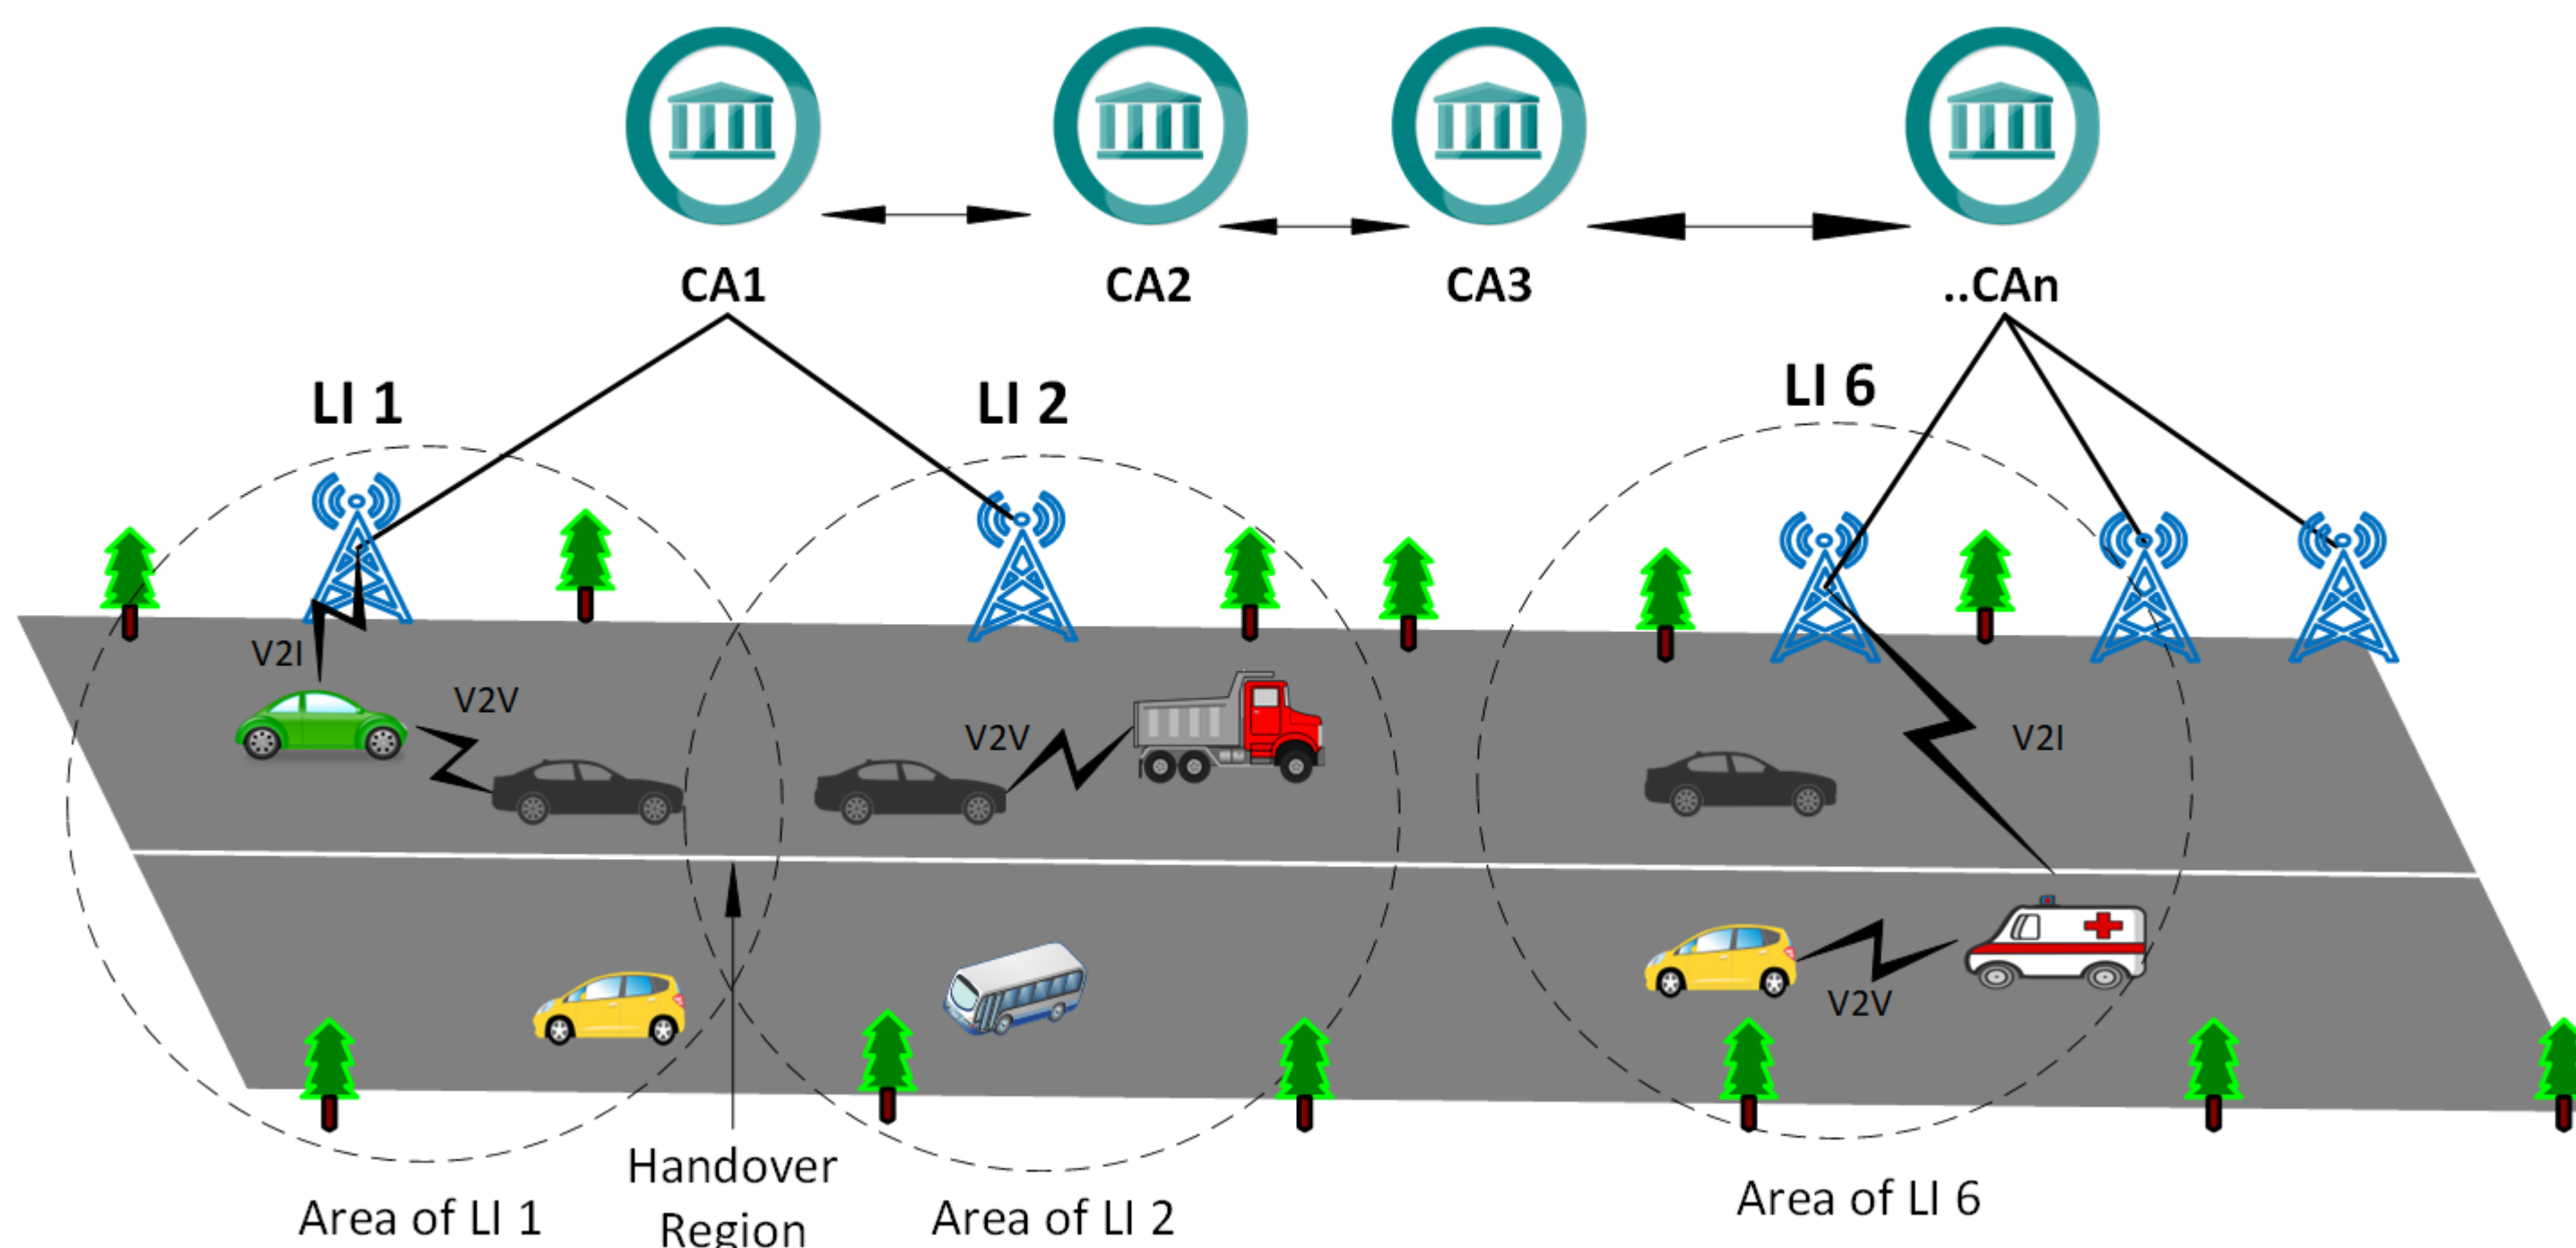 CA1
CA2
CA3
..CAn
LI 1
LI 2
LI 6
V2I
V2V
V2V
V2I
V2V
Handover
Region
Area of LI 1
Area of LI 2
Area of LI 6